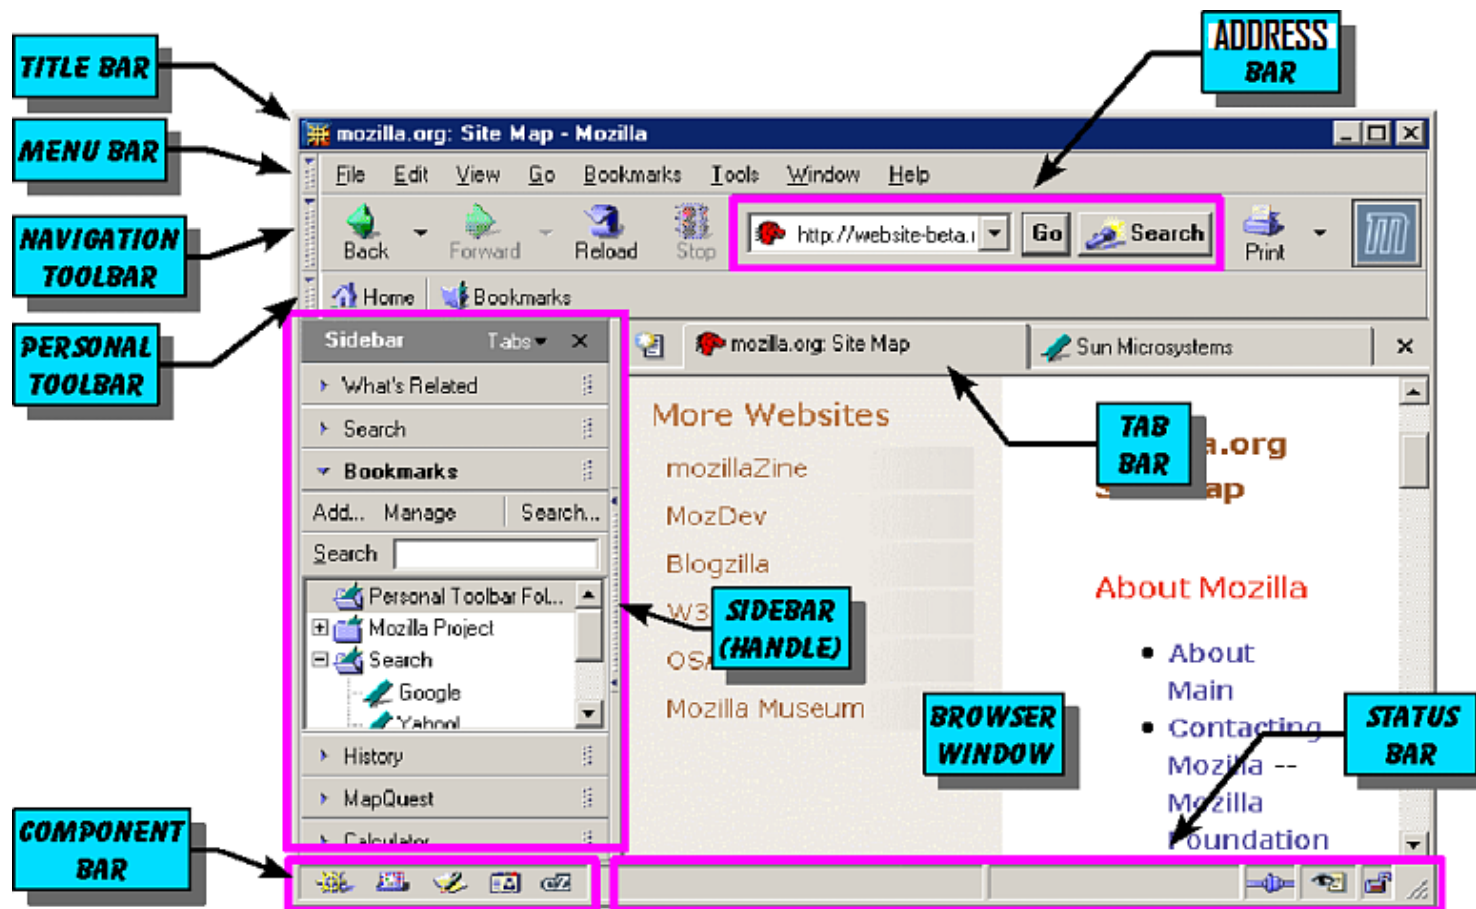 ADDRESS
BAR
TITLE BAR
mozilla.org: Site Map - Mozilla
MENU BAR
File Edit View Go Bookmarks Tools Window Help
NAVIGATION
TOOLBAR
Back Forward Reload Stop http://website-beta. Go Search Print
m
Home Bookmarks
PERSONAL
TOOLBAR
Sidebar Tabs
mozilla.org: Site Map Sun Microsystems
What's Related
Search
Bookmarks
Add... Manage Search...
Search
Personal Toolbar Fol...
Mozilla Project
Search
Google
Yahoo!
History
MapQuest
Calculator
More Websites
mozillaZine
MozDev
Blogzilla
W3
OS
Mozilla Museum
TAB
BAR
a.org
ap
About Mozilla
About
Main
Contacting
Mozilla --
Mozilla
Foundation
SIDEBAR
(HANDLE)
BROWSER
WINDOW
STATUS
BAR
COMPONENT
BAR